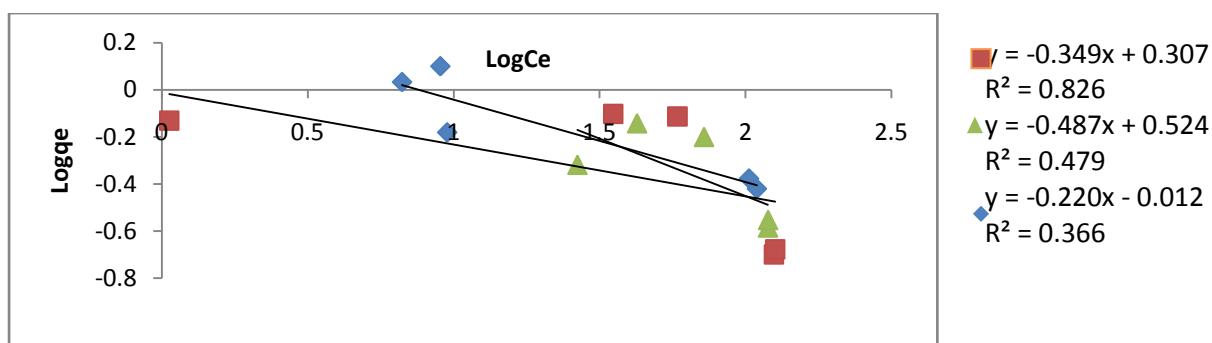 0.2
0
-0.2
-0.4
-0.6
-0.8
0
0.5
1
1.5
2
2.5
LogCe
Logqe
y = -0.349x + 0.307
R² = 0.826
y = -0.487x + 0.524
R² = 0.479
y = -0.220x - 0.012
R² = 0.366